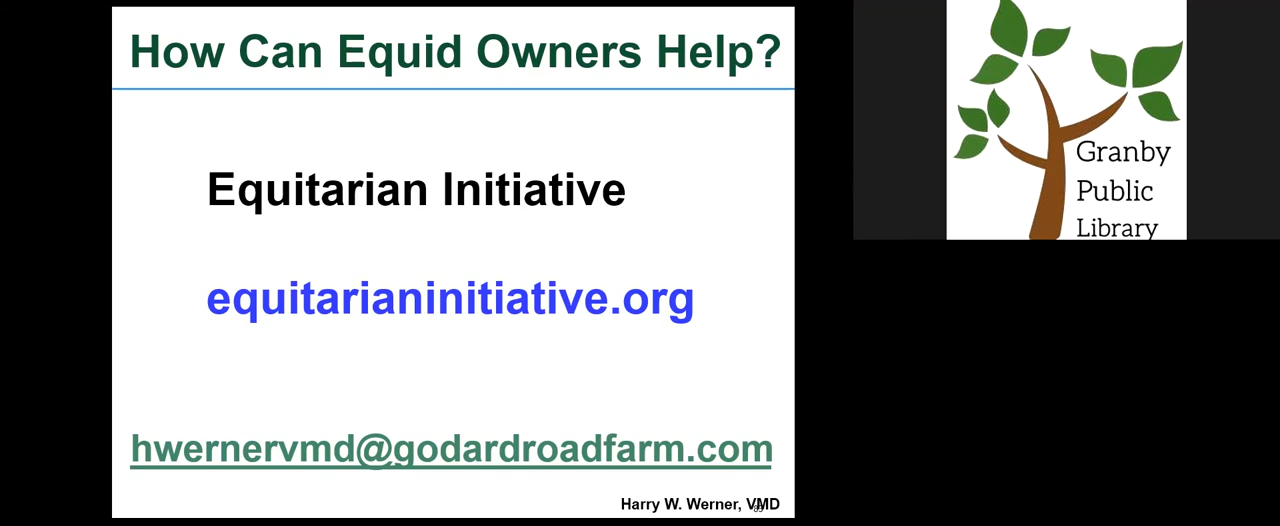 How Can Equid Owners Help?
Equitarian Initiative
equitarianinitiative.org
hwernervmd@godardroadfarm.com
Harry W. Werner, VMD
Granby
Public
Library